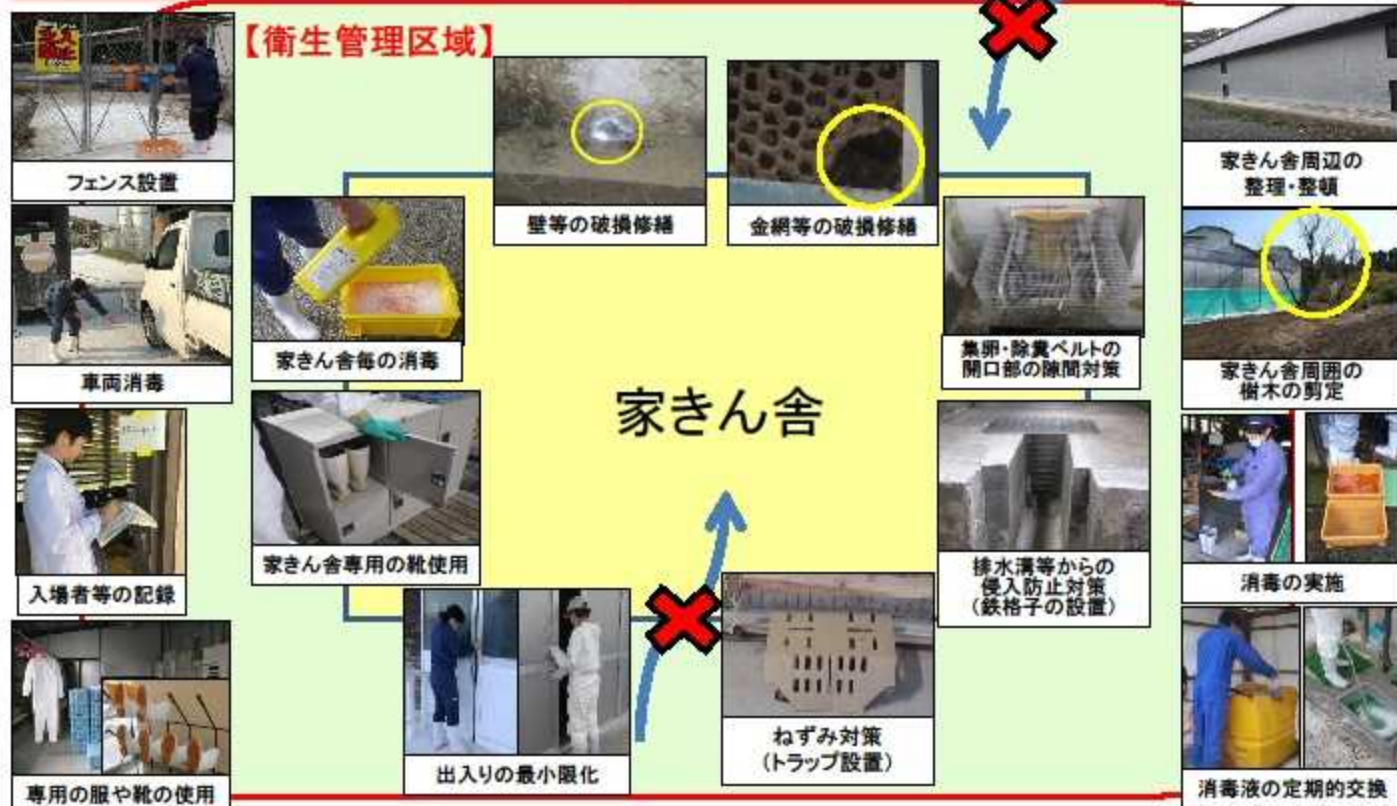 【衛生管理区域】
フェンス設置
車両消毒
入場者等の記録
専用の服や靴の使用
壁等の破損修繕
金網等の破損修繕
家きん舎毎の消毒
家きん舎専用の靴使用
家きん舎
集卵・除糞ベルトの
開口部の隙間対策
排水溝等からの
侵入防止対策
（鉄格子の設置）
出入りの最小限化
ねずみ対策
（トラップ設置）
家きん舎周辺の
整理・整頓
家きん舎周囲の
樹木の剪定
消毒の実施
消毒液の定期的交換